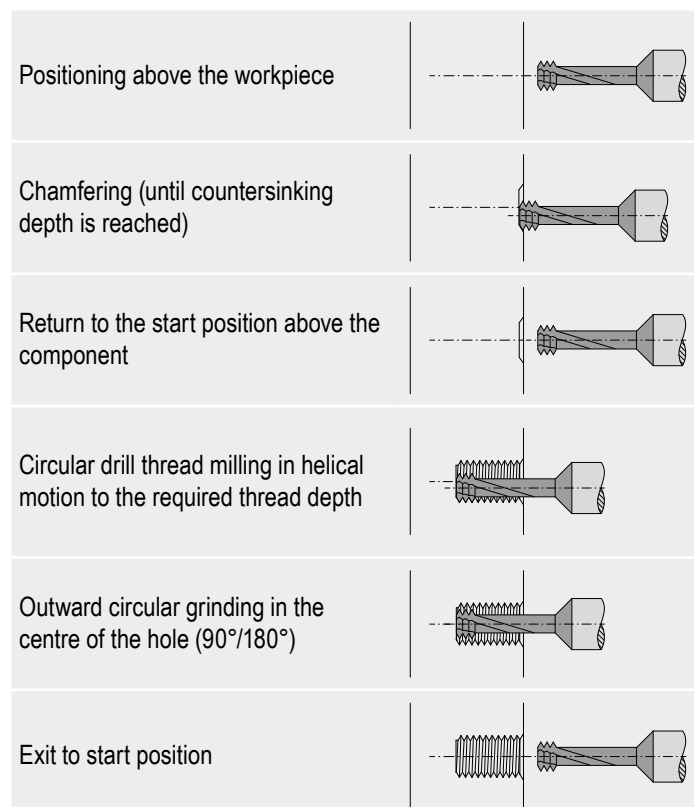 Positioning above the workpiece
Chamfering (until countersinking
depth is reached)
Return to the start position above the
component
Circular drill thread milling in helical
motion to the required thread depth
Outward circular grinding in the
centre of the hole (90°/180°)
Exit to start position